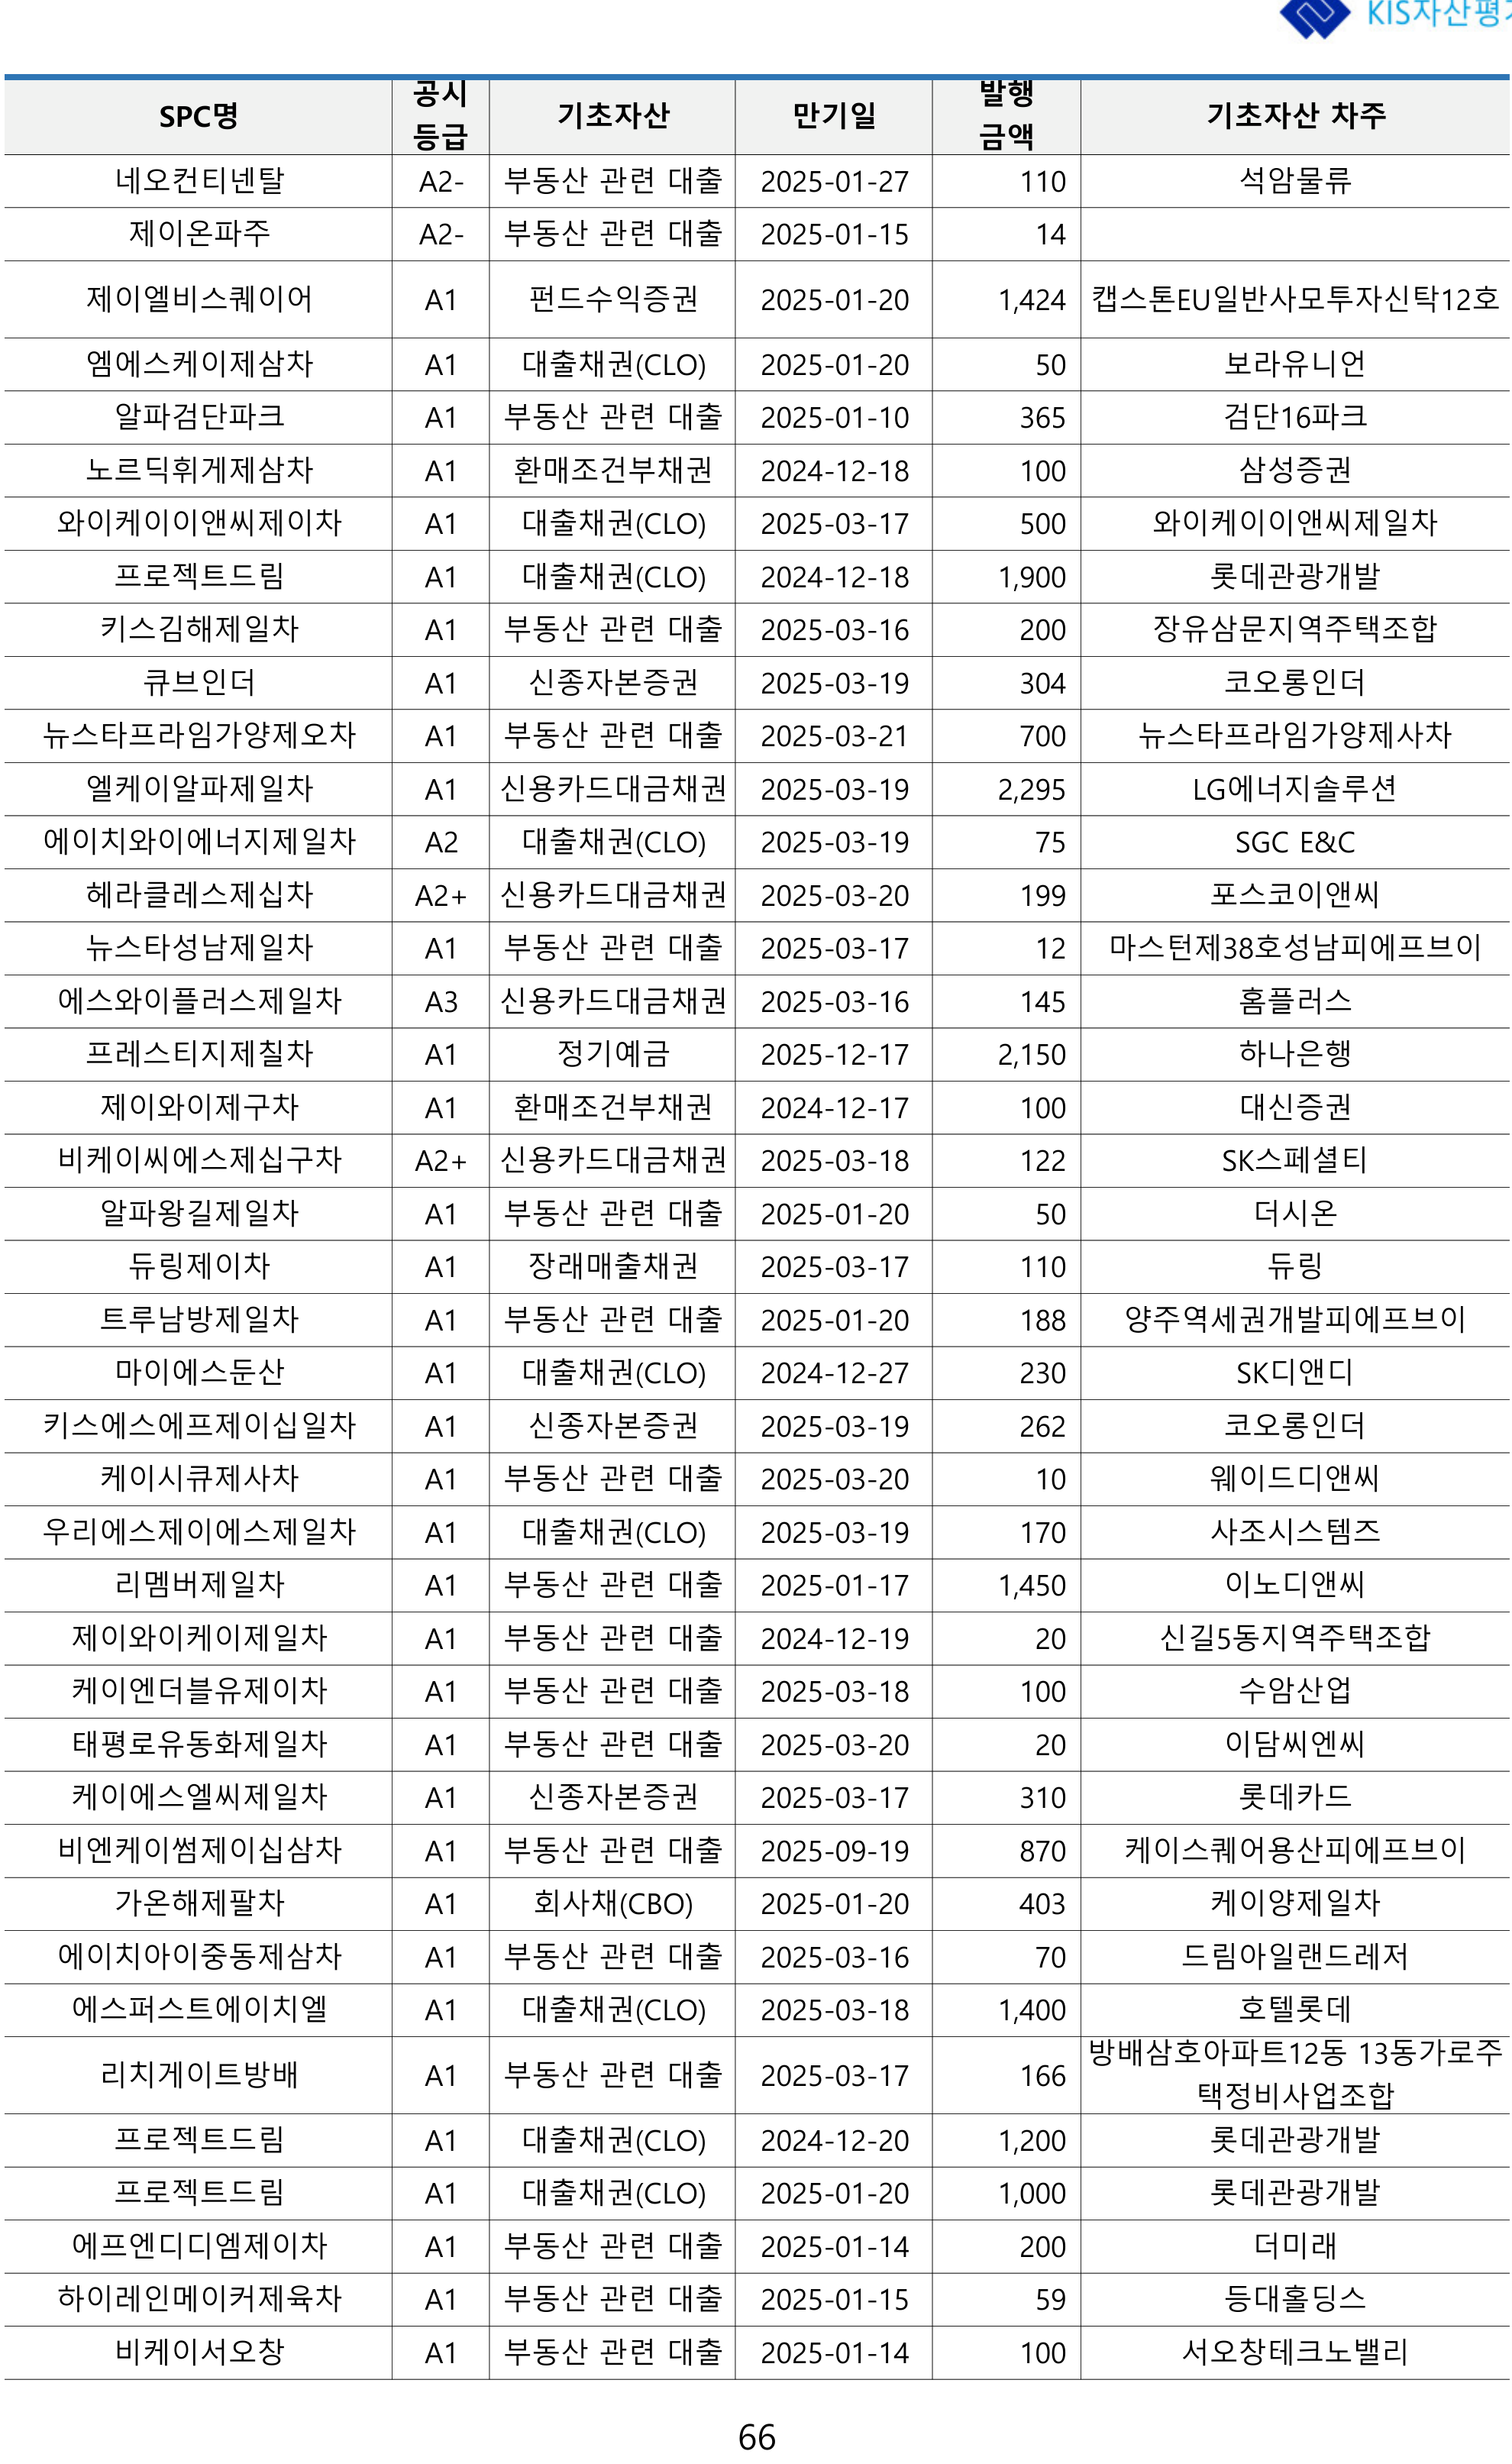 KIS자산평가
SPC명 공시등급 기초자산 만기일 발행금액 기초자산 차주
네오컨티넨탈 A2- 부동산 관련 대출 2025-01-27 110 석암물류
제이온파주 A2- 부동산 관련 대출 2025-01-15 14
제이엘비스퀘이어 A1 펀드수익증권 2025-01-20 1,424 캡스톤EU일반사모투자신탁12호
엠에스케이제삼차 A1 대출채권(CLO) 2025-01-20 50 보라유니언
알파검단파크 A1 부동산 관련 대출 2025-01-10 365 검단16파크
노르딕휘게제삼차 A1 환매조건부채권 2024-12-18 100 삼성증권
와이케이이앤씨제이차 A1 대출채권(CLO) 2025-03-17 500 와이케이이앤씨제일차
프로젝트드림 A1 대출채권(CLO) 2024-12-18 1,900 롯데관광개발
키스김해제일차 A1 부동산 관련 대출 2025-03-16 200 장유삼문지역주택조합
큐브인더 A1 신종자본증권 2025-03-19 304 코오롱인더
뉴스타프라임가양제오차 A1 부동산 관련 대출 2025-03-21 700 뉴스타프라임가양제사차
엘케이알파제일차 A1 신용카드대금채권 2025-03-19 2,295 LG에너지솔루션
에이치와이에너지제일차 A2 대출채권(CLO) 2025-03-19 75 SGC E&C
헤라클레스제십차 A2+ 신용카드대금채권 2025-03-20 199 포스코이앤씨
뉴스타성남제일차 A1 부동산 관련 대출 2025-03-17 12 마스턴제38호성남피에프브이
에스와이플러스제일차 A3 신용카드대금채권 2025-03-16 145 홈플러스
프레스티지제칠차 A1 정기예금 2025-12-17 2,150 하나은행
제이와이제구차 A1 환매조건부채권 2024-12-17 100 대신증권
비케이씨에스제십구차 A2+ 신용카드대금채권 2025-03-18 122 SK스페셜티
알파왕길제일차 A1 부동산 관련 대출 2025-01-20 50 더시온
듀링제이차 A1 장래매출채권 2025-03-17 110 듀링
트루남방제일차 A1 부동산 관련 대출 2025-01-20 188 양주역세권개발피에프브이
마이에스둔산 A1 대출채권(CLO) 2024-12-27 230 SK디앤디
키스에스에프제이십일차 A1 신종자본증권 2025-03-19 262 코오롱인더
케이시큐제사차 A1 부동산 관련 대출 2025-03-20 10 웨이드디앤씨
우리에스제이에스제일차 A1 대출채권(CLO) 2025-03-19 170 사조시스템즈
리멤버제일차 A1 부동산 관련 대출 2025-01-17 1,450 이노디앤씨
제이와이케이제일차 A1 부동산 관련 대출 2024-12-19 20 신길5동지역주택조합
케이엔더블유제이차 A1 부동산 관련 대출 2025-03-18 100 수암산업
태평로유동화제일차 A1 부동산 관련 대출 2025-03-20 20 이담씨엔씨
케이에스엘씨제일차 A1 신종자본증권 2025-03-17 310 롯데카드
비엔케이썸제이십삼차 A1 부동산 관련 대출 2025-09-19 870 케이스퀘어용산피에프브이
가온해제팔차 A1 회사채(CBO) 2025-01-20 403 케이양제일차
에이치아이중동제삼차 A1 부동산 관련 대출 2025-03-16 70 드림아일랜드레저
에스퍼스트에이치엘 A1 대출채권(CLO) 2025-03-18 1,400 호텔롯데
리치게이트방배 A1 부동산 관련 대출 2025-03-17 166 방배삼호아파트12동 13동가로주
택정비사업조합
프로젝트드림 A1 대출채권(CLO) 2024-12-20 1,200 롯데관광개발
프로젝트드림 A1 대출채권(CLO) 2025-01-20 1,000 롯데관광개발
에프엔디디엠제이차 A1 부동산 관련 대출 2025-01-14 200 더미래
하이레인메이커제육차 A1 부동산 관련 대출 2025-01-15 59 등대홀딩스
비케이서오창 A1 부동산 관련 대출 2025-01-14 100 서오창테크노밸리
66